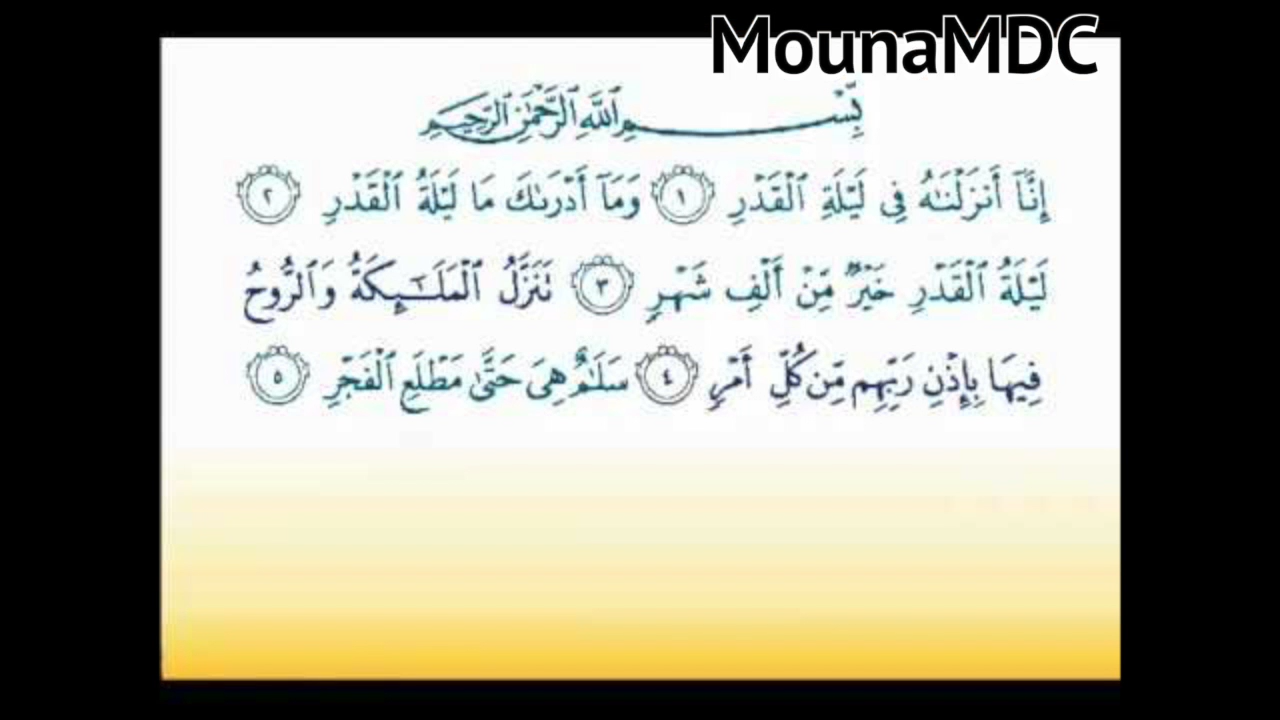 MounaMDC
بِسْمِ ٱللَّهِ ٱلرَّحْمَٰنِ ٱلرَّحِيمِ
إِنَّآ أَنزَلْنَٰهُ فِى لَيْلَةِ ٱلْقَدْرِ ١ وَمَآ أَدْرَىٰكَ مَا لَيْلَةُ ٱلْقَدْرِ ٢
لَيْلَةُ ٱلْقَدْرِ خَيْرٌ مِّنْ أَلْفِ شَهْرٍ ٣ تَنَزَّلُ ٱلْمَلَٰٓئِكَةُ وَٱلرُّوحُ
فِيهَا بِإِذْنِ رَبِّهِم مِّن كُلِّ أَمْرٍ ٤ سَلَٰمٌ هِىَ حَتَّىٰ مَطْلَعِ ٱلْفَجْرِ ٥